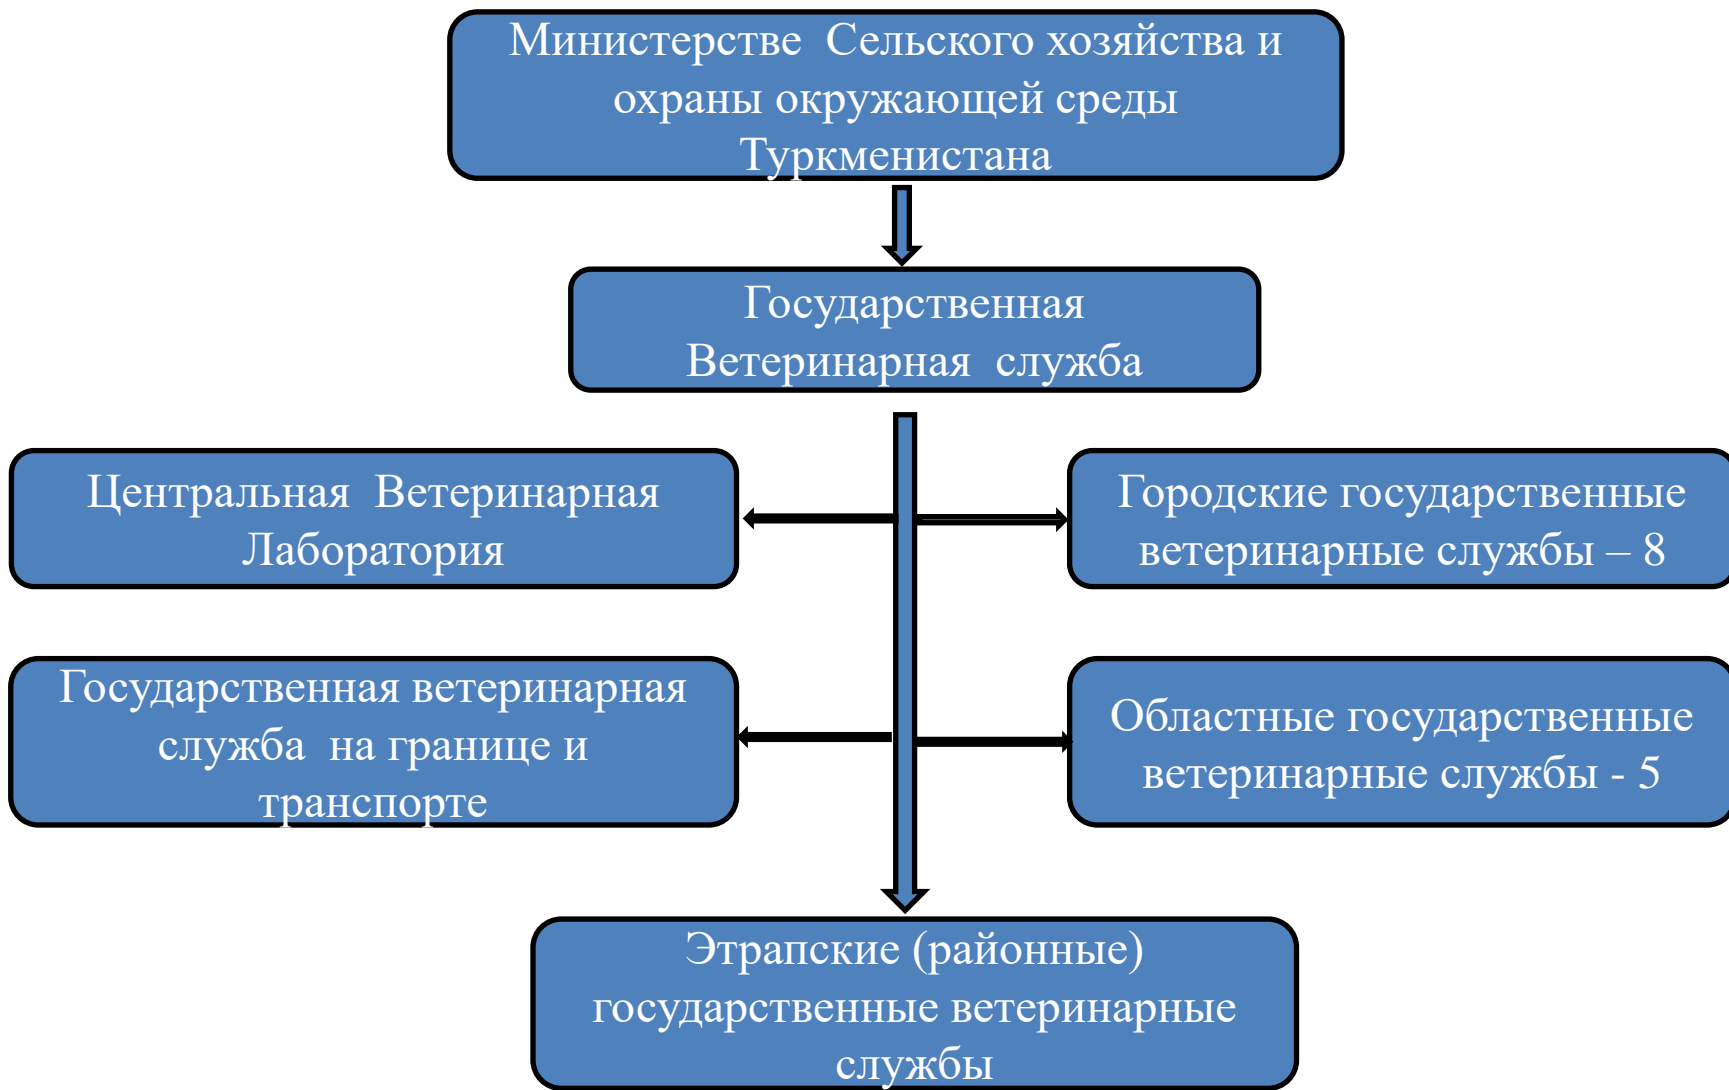 Министерстве Сельского хозяйства и
охраны окружающей среды
Туркменистана
Государственная
Ветеринарная служба
Центральная Ветеринарная
Лаборатория
Городские государственные
ветеринарные службы – 8
Государственная ветеринарная
служба на границе и
транспорте
Областные государственные
ветеринарные службы - 5
Этрапские (районные)
государственные ветеринарные
службы